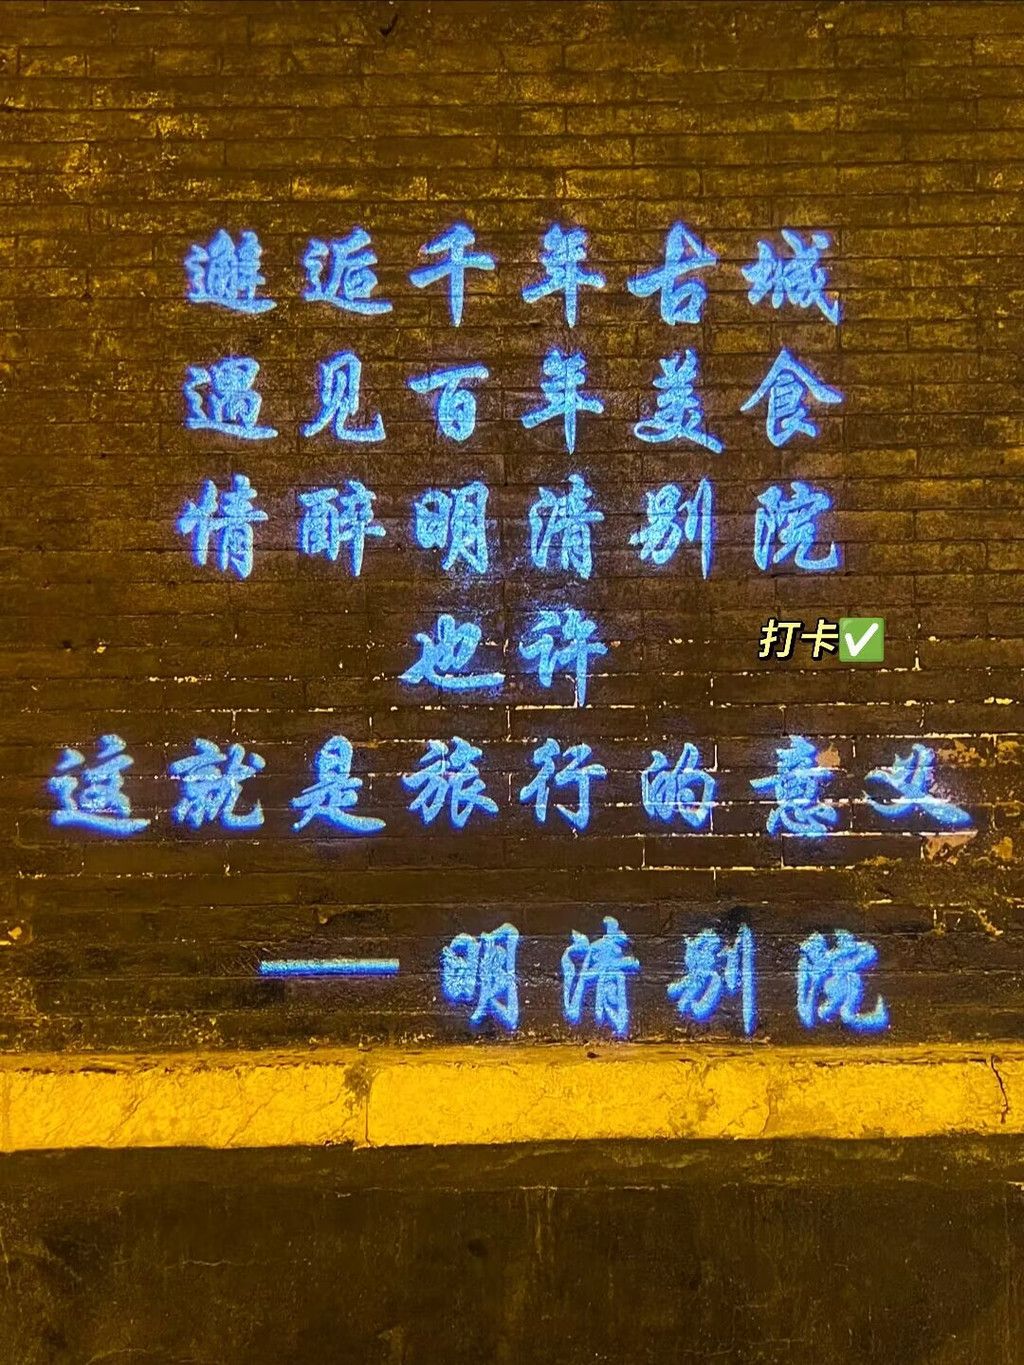 邂逅千年古城
遇见百年美食
情醉明清别院
也许
打卡✅
这就是旅行的意义
——明清别院